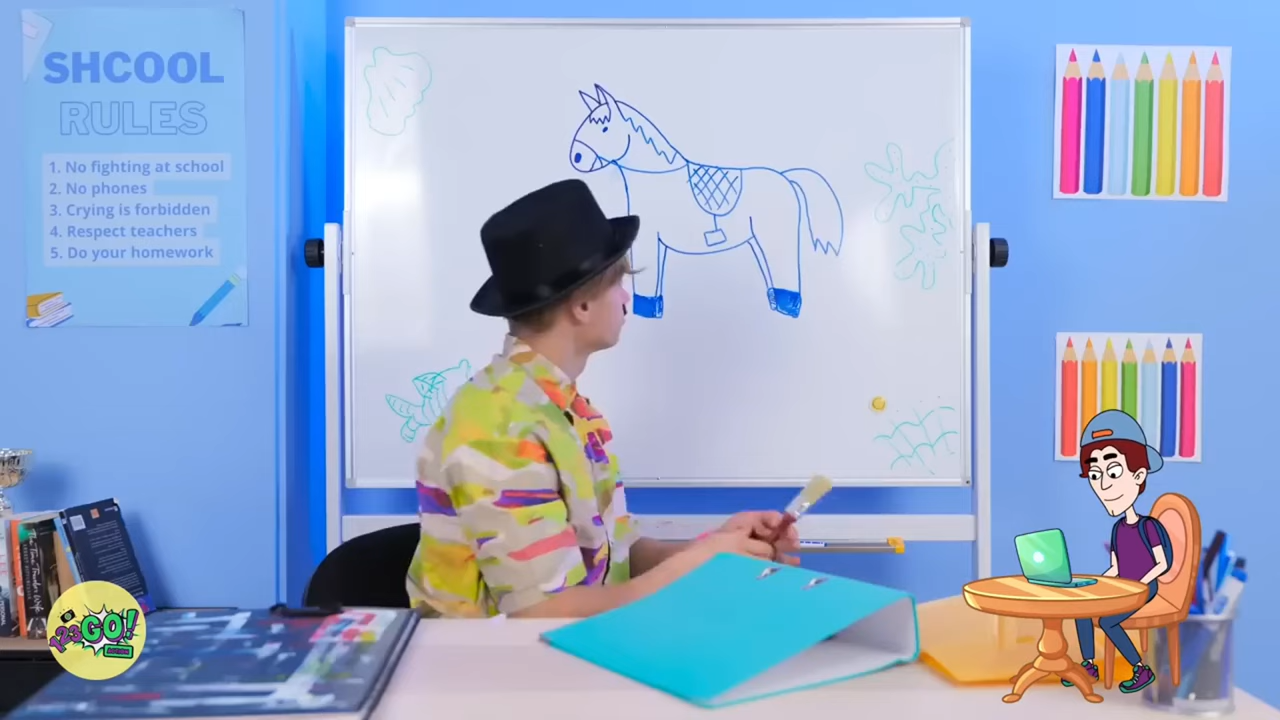 SHCOOL
RULES
1. No fighting at school
2. No phones
3. Crying is forbidden
4. Respect teachers
5. Do your homework
123GO!